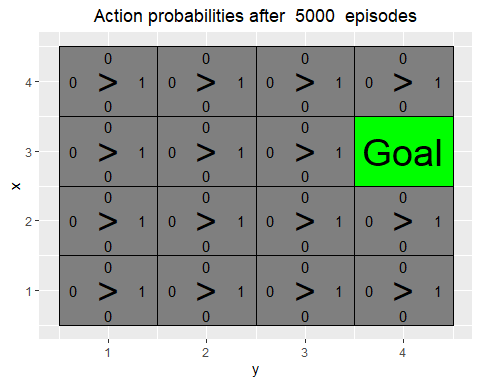 Action probabilities after 5000 episodes
0 0 0 0
4 0 > 1 0 > 1 0 > 1 0 > 1
0 0 0 0
0 0 0
3 0 > 1 0 > 1 0 > 1 Goal
0 0 0
x
0 0 0 0
2 0 > 1 0 > 1 0 > 1 0 > 1
0 0 0 0
0 0 0 0
1 0 > 1 0 > 1 0 > 1 0 > 1
0 0 0 0
1 2 3 4
y